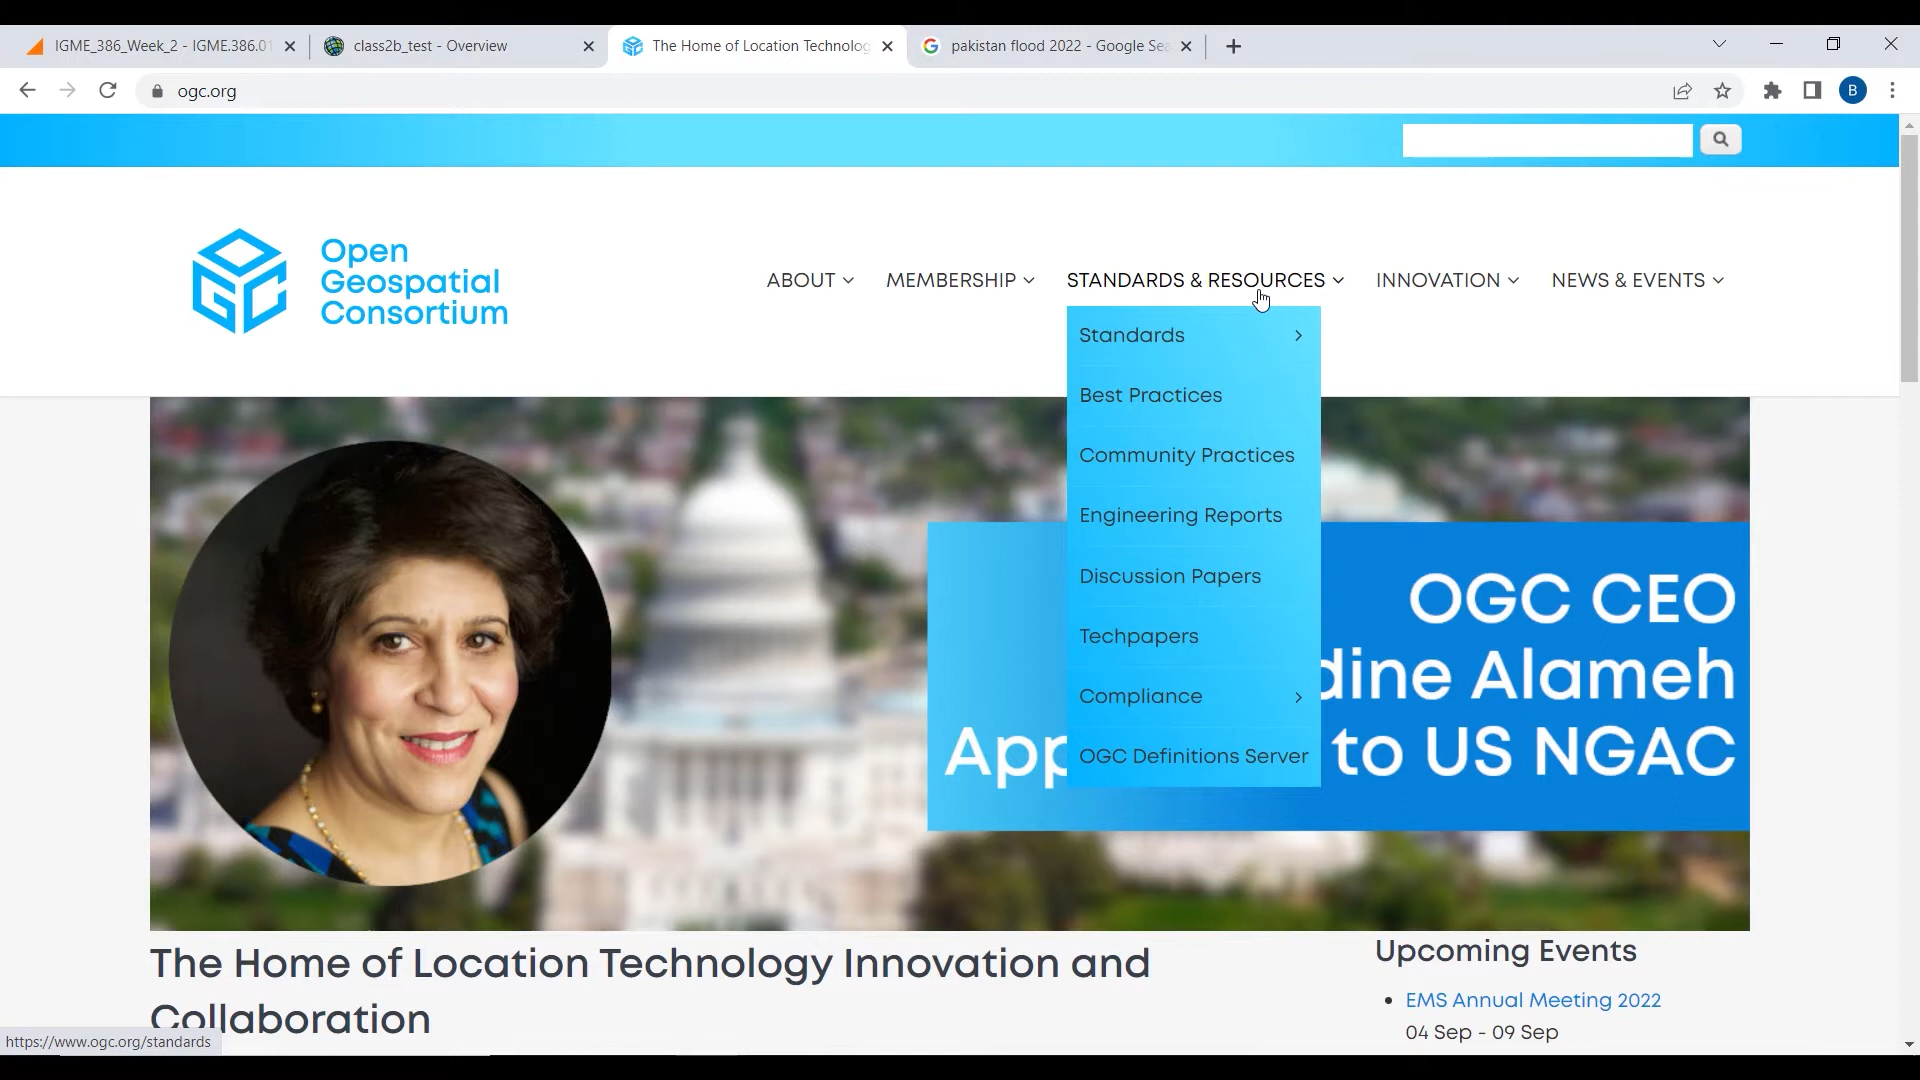 IGME_386_Week_2 - IGME.386.01
class2b_test - Overview
The Home of Location Technolog
pakistan flood 2022 - Google Sea
ogc.org
B
Open
Geospatial
Consortium
OGC
ABOUT
MEMBERSHIP
STANDARDS & RESOURCES
INNOVATION
NEWS & EVENTS
Standards
Best Practices
Community Practices
Engineering Reports
Discussion Papers
Techpapers
Compliance
OGC Definitions Server
OGC CEO
dine Alameh
App to US NGAC
The Home of Location Technology Innovation and
Collaboration
Upcoming Events
EMS Annual Meeting 2022
04 Sep - 09 Sep
https://www.ogc.org/standards